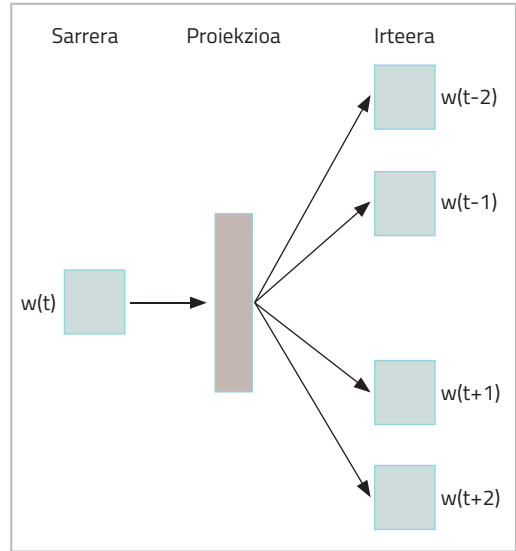 Sarrera Proiekzioa Irteera
w(t-2)
w(t-1)
w(t)
w(t+1)
w(t+2)